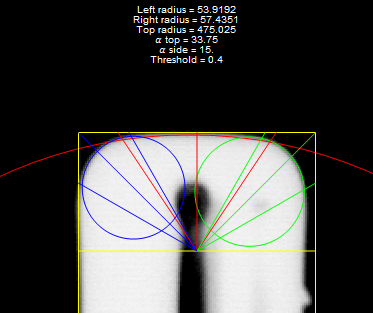 Left radius = 53.9192
Right radius = 57.4351
Top radius = 475.025
α top = 33.75
α side = 15.
Threshold = 0.4